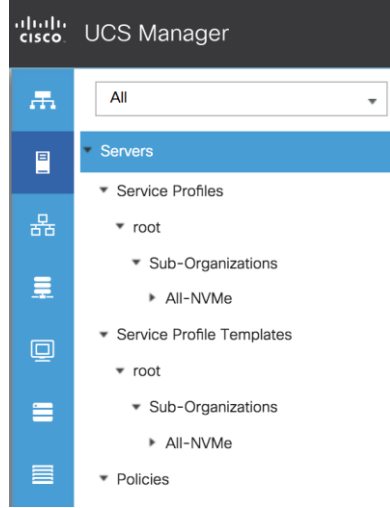 cisco. UCS Manager
All
Servers
Service Profiles
root
Sub-Organizations
All-NVMe
Service Profile Templates
root
Sub-Organizations
All-NVMe
Policies